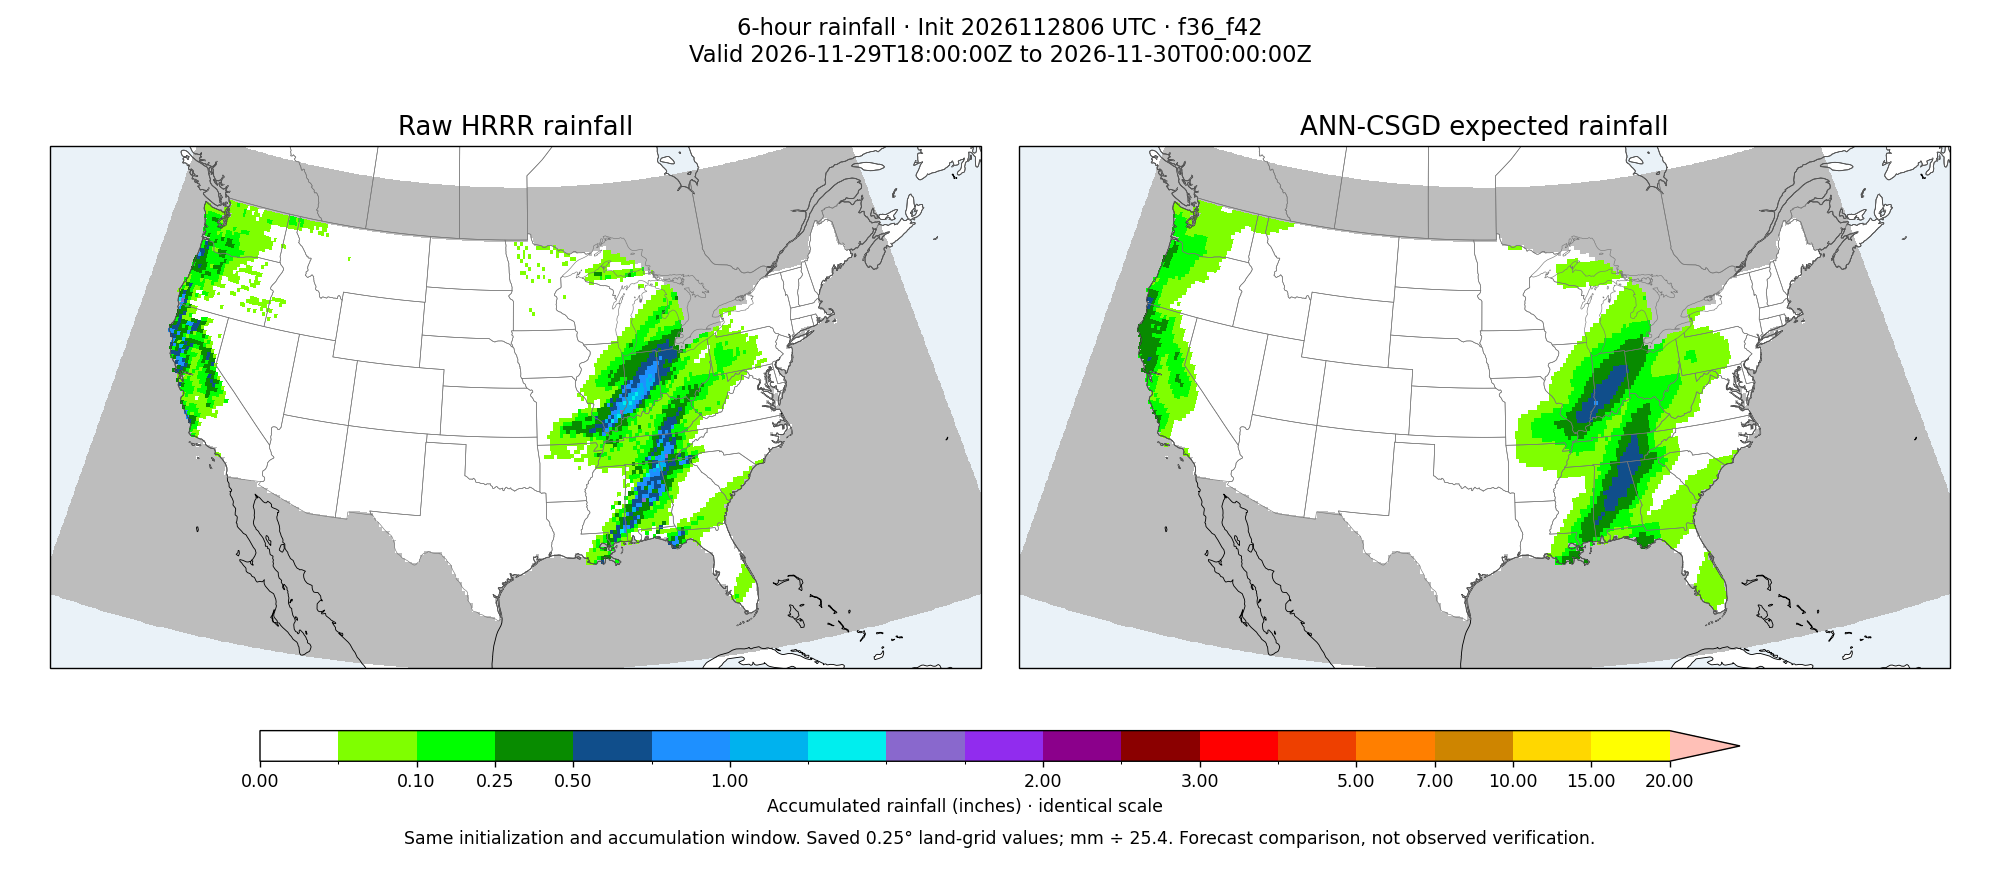 6-hour rainfall · Init 2026112806 UTC · f36_f42
Valid 2026-11-29T18:00:00Z to 2026-11-30T00:00:00Z
Raw HRRR rainfall
ANN-CSGD expected rainfall
0.00 0.10 0.25 0.50 1.00 2.00 3.00 5.00 7.00 10.00 15.00 20.00
Accumulated rainfall (inches) · identical scale
Same initialization and accumulation window. Saved 0.25° land-grid values; mm ÷ 25.4. Forecast comparison, not observed verification.